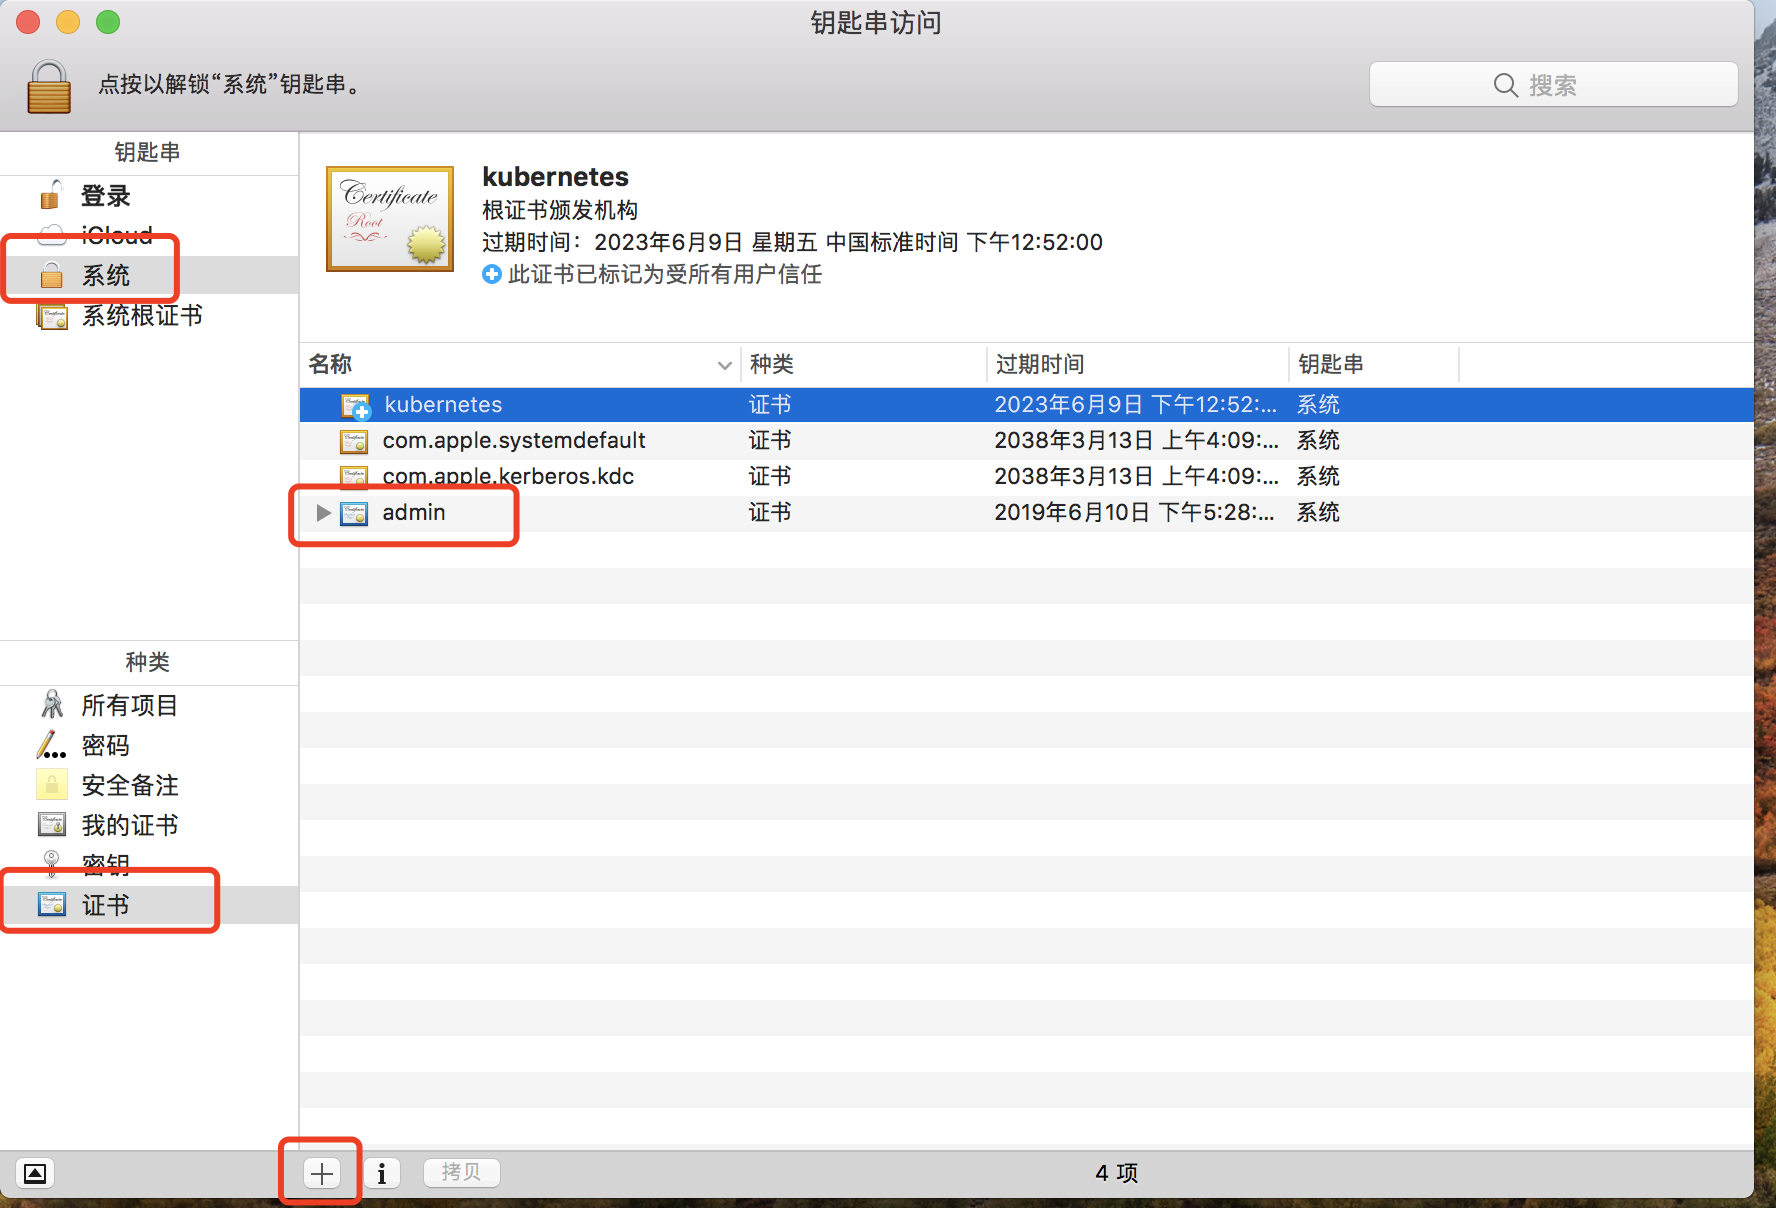 钥匙串访问
点按以解锁“系统”钥匙串。
搜索
钥匙串
登录
iCloud
系统
系统根证书
种类
所有项目
密码
安全备注
我的证书
密钥
证书
Certificate
Root
kubernetes
根证书颁发机构
过期时间：2023年6月9日 星期五 中国标准时间 下午12:52:00
此证书已标记为受所有用户信任
名称 种类 过期时间 钥匙串
kubernetes 证书 2023年6月9日 下午12:52:... 系统
com.apple.systemdefault 证书 2038年3月13日 上午4:09:... 系统
com.apple.kerberos.kdc 证书 2038年3月13日 上午4:09:... 系统
admin 证书 2019年6月10日 下午5:28:... 系统
拷贝
4 项